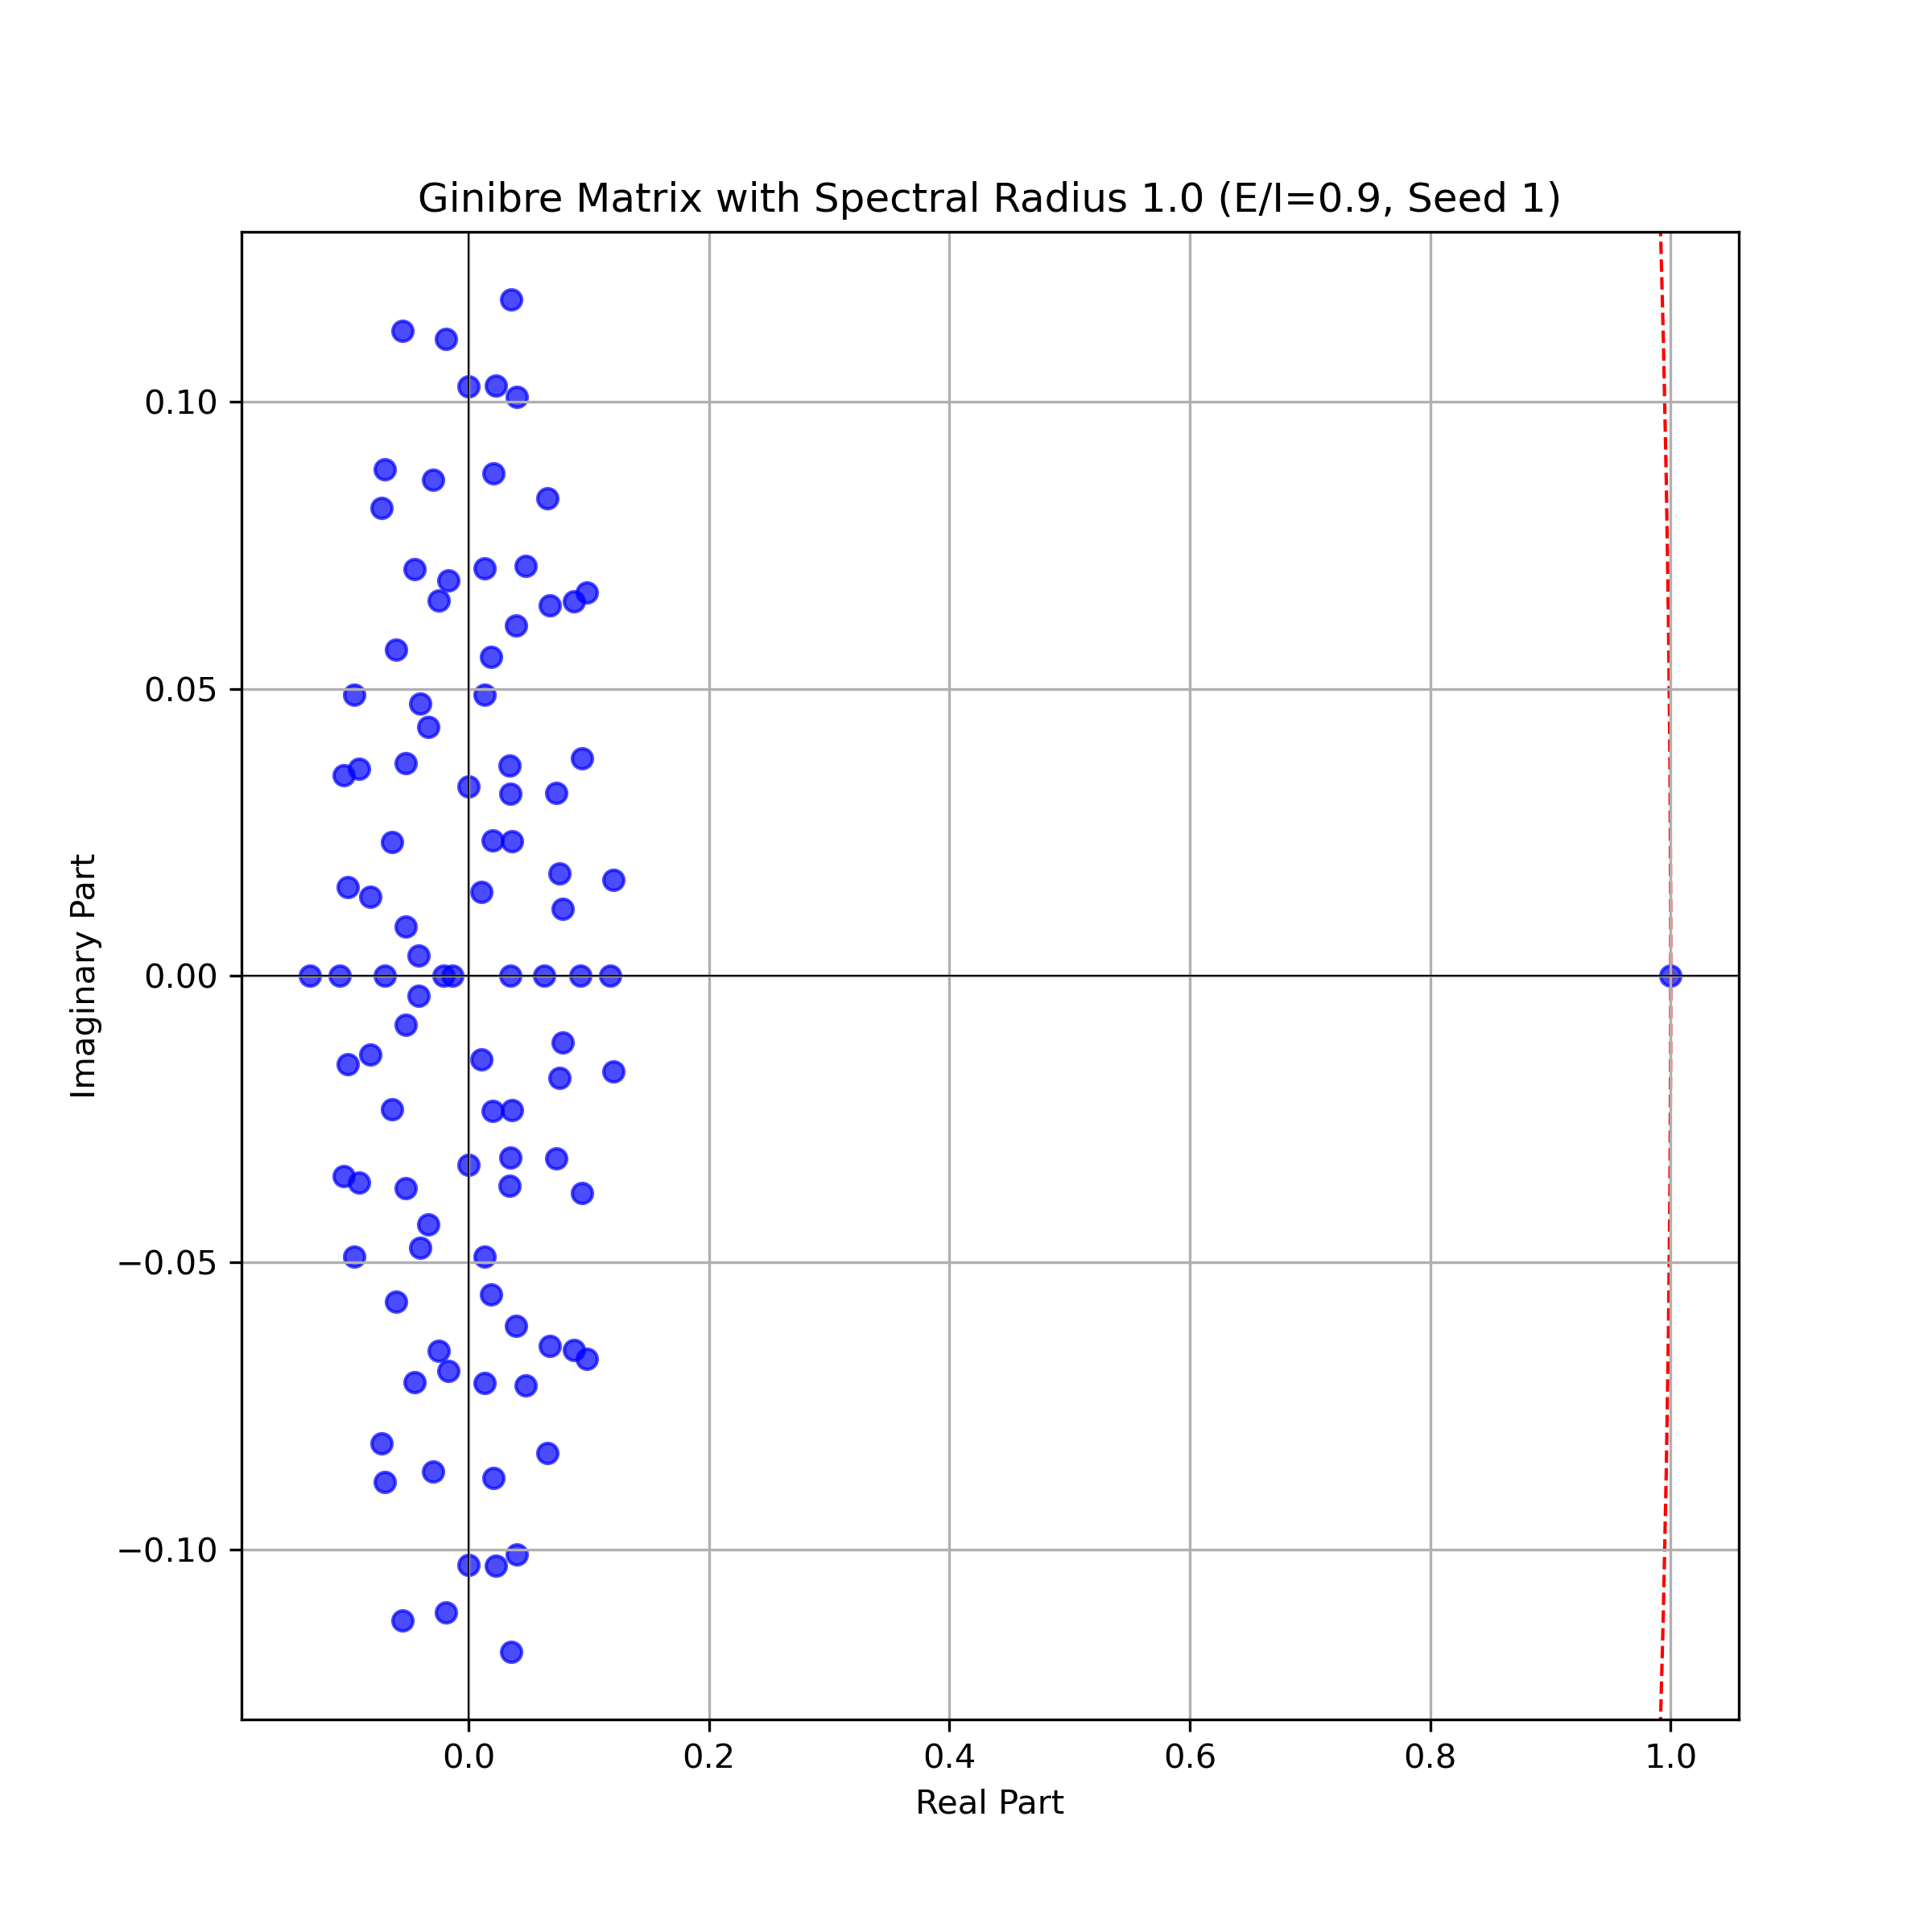 Ginibre Matrix with Spectral Radius 1.0 (E/I=0.9, Seed 1)
0.10
0.05
0.00
−0.05
−0.10
Imaginary Part
0.0 0.2 0.4 0.6 0.8 1.0
Real Part